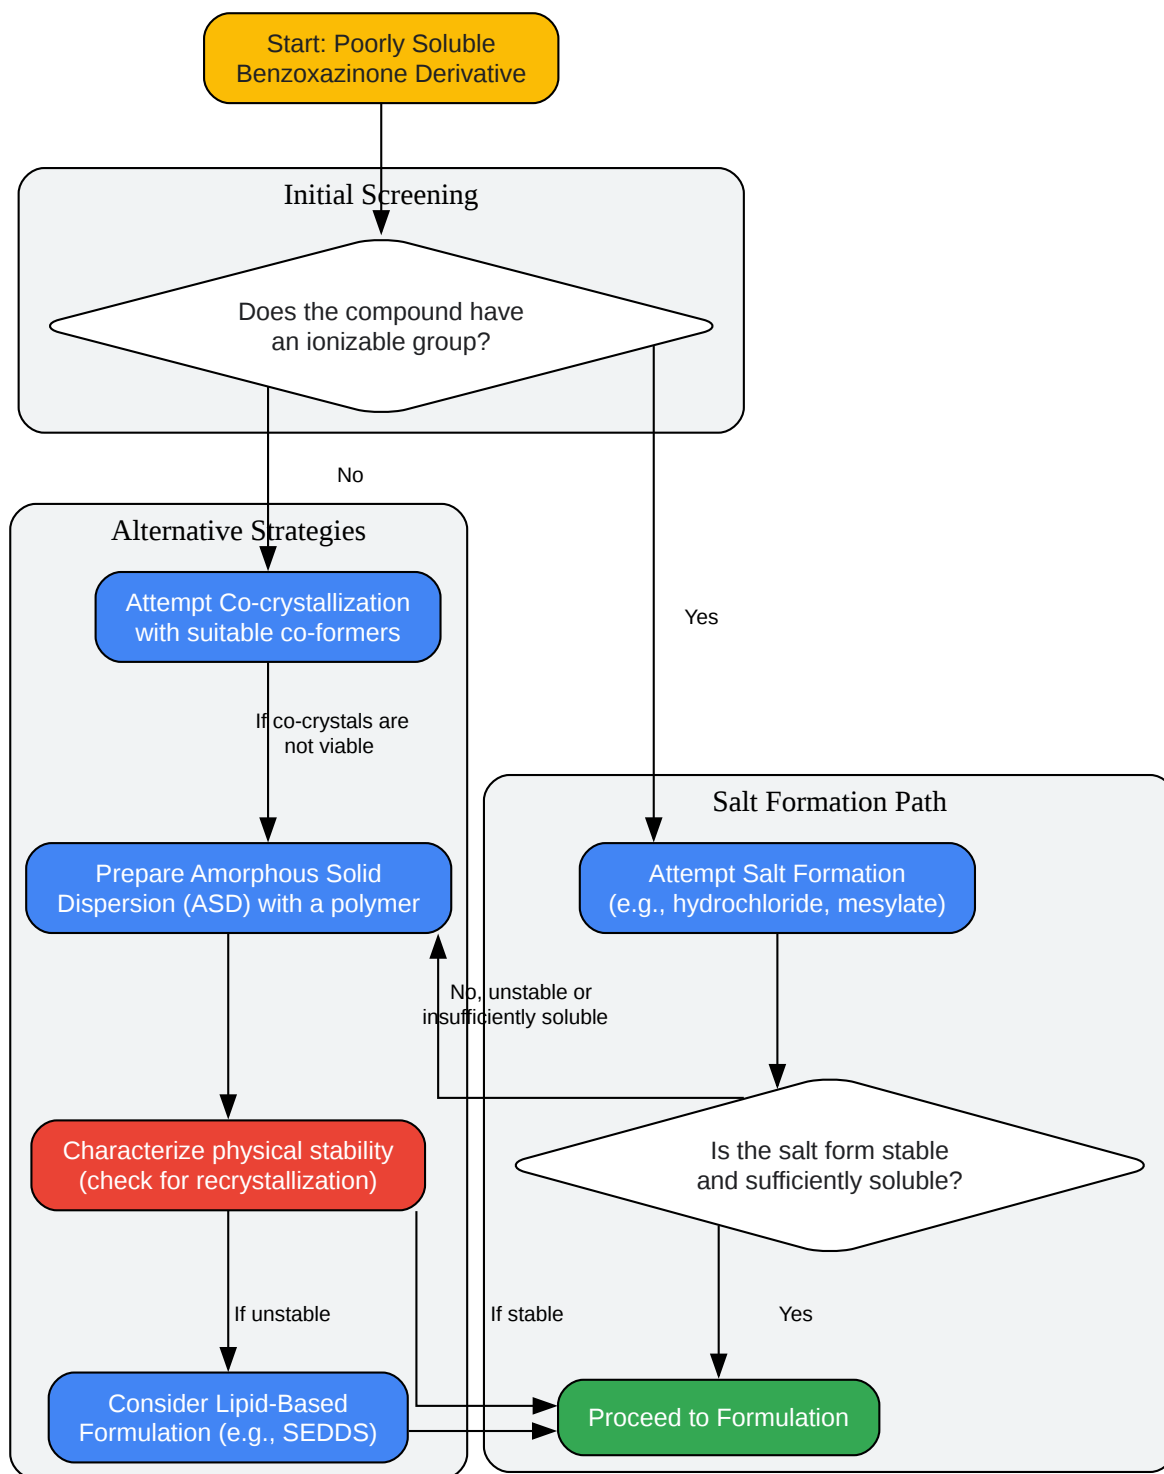 Start: Poorly Soluble
Benzoxazinone Derivative
Initial Screening
Does the compound have
an ionizable group?
No
Yes
Alternative Strategies
Attempt Co-crystallization
with suitable co-formers
If co-crystals are
not viable
Salt Formation Path
Prepare Amorphous Solid
Dispersion (ASD) with a polymer
Attempt Salt Formation
(e.g., hydrochloride, mesylate)
No, unstable or
insufficiently soluble
Characterize physical stability
(check for recrystallization)
Is the salt form stable
and sufficiently soluble?
If unstable
If stable
Yes
Consider Lipid-Based
Formulation (e.g., SEDDS)
Proceed to Formulation